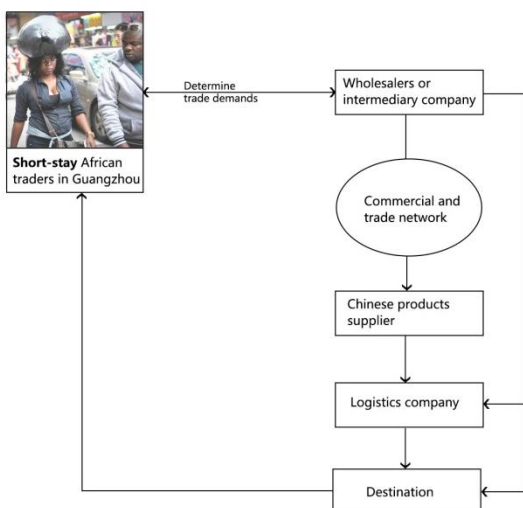 Determine
trade demands
Wholesalers or
intermediary company
Short-stay African
traders in Guangzhou
Commercial and
trade network
Chinese products
supplier
Logistics company
Destination